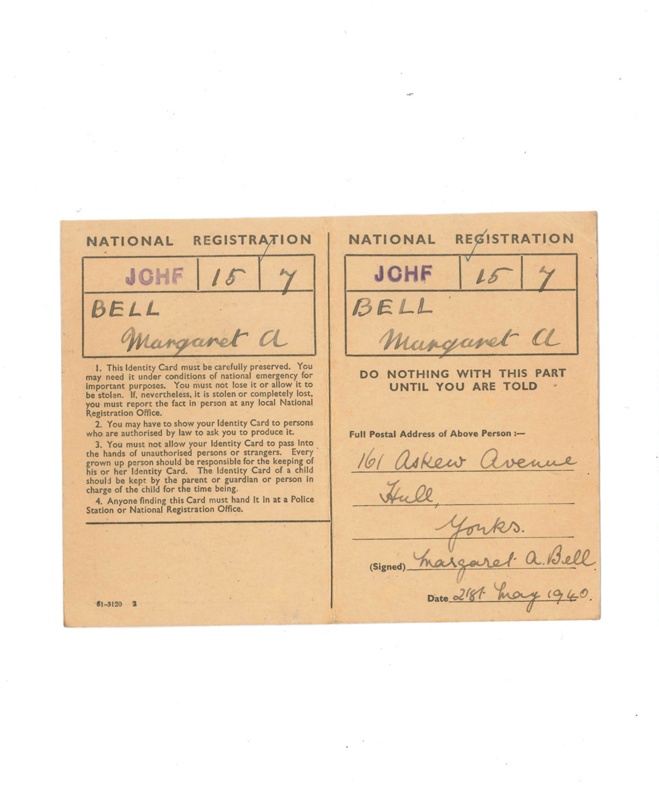 NATIONAL REGISTRATION
JCHF 15 7
BELL
Margaret A
1. This Identity Card must be carefully preserved. You
may need it under conditions of national emergency for
important purposes. You must not lose it or allow it to
be stolen. If, nevertheless, it is stolen or completely lost,
you must report the fact in person at any local National
Registration Office.
2. You may have to show your Identity Card to persons
who are authorised by law to ask you to produce it.
3. You must not allow your Identity Card to pass into
the hands of unauthorised persons or strangers. Every
grown up person should be responsible for the keeping of
his or her Identity Card. The Identity Card of a child
should be kept by the parent or guardian or person in
charge of the child for the time being.
4. Anyone finding this Card must hand it in at a Police
Station or National Registration Office.
51-3120 2
NATIONAL REGISTRATION
JCHF 15 7
BELL
Margaret A
DO NOTHING WITH THIS PART
UNTIL YOU ARE TOLD
Full Postal Address of Above Person :—
161 Askew Avenue
Hull,
Yorks.
(Signed) Margaret A. Bell
Date 21st May 1940.